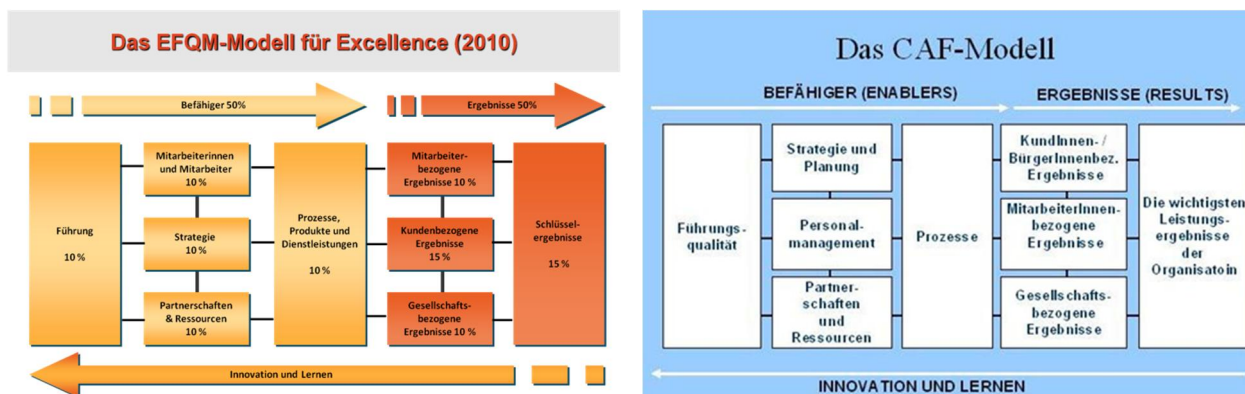 Das EFQM-Modell für Excellence (2010)
Befähiger 50%
Ergebnisse 50%
Führung
10 %
Mitarbeiterinnen
und Mitarbeiter
10 %
Strategie
10 %
Partnerschaften
& Ressourcen
10 %
Prozesse,
Produkte und
Dienstleistungen
10 %
Mitarbeiter-
bezogene
Ergebnisse 10 %
Kundenbezogene
Ergebnisse
15 %
Gesellschafts-
bezogene
Ergebnisse 10 %
Schlüssel-
ergebnisse
15 %
Innovation und Lernen
Das CAF-Modell
BEFÄHIGER (ENABLERS)
ERGEBNISSE (RESULTS)
Führungs-
qualität
Strategie und
Planung
Personal-
management
Partner-
schaften
und
Ressourcen
Prozesse
KundInnen- /
BürgerInnenbez.
Ergebnisse
MitarbeiterInnen-
bezogene
Ergebnisse
Gesellschafts-
bezogene
Ergebnisse
Die wichtigsten
Leistungs-
ergebnisse
der
Organisatoin
INNOVATION UND LERNEN